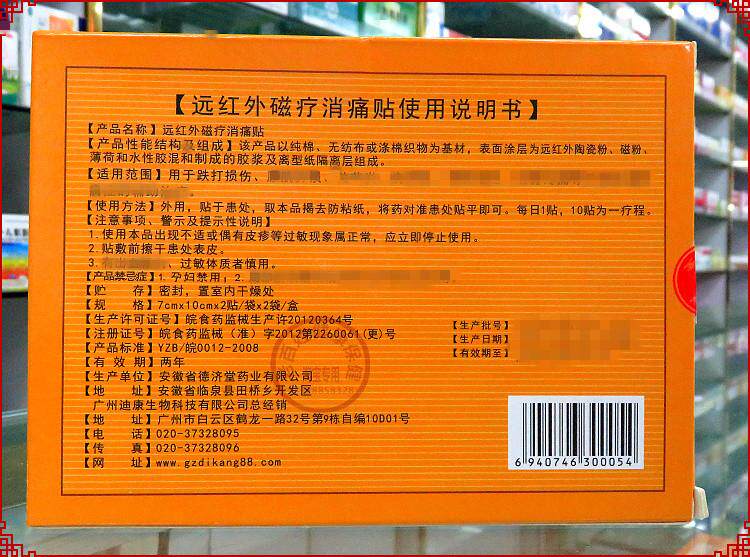 【远红外磁疗消痛贴使用说明书】
【产品名称】远红外磁疗消痛贴
【产品性能结构及组成】该产品以纯棉、无纺布或涤棉织物为基材，表面涂层为远红外陶瓷粉、磁粉、
薄荷和水性胶混和制成的胶浆及离型纸隔离层组成。
【适用范围】用于跌打损伤、
【使用方法】外用，贴于患处，取本品揭去防粘纸，将药对准患处贴平即可。每日1贴，10贴为一疗程。
【注意事项、警示及提示性说明】
1. 使本品出现不适或偶有皮疹等过敏现象属正常，应立即停止使用。
2. 贴敷前擦干患处表皮。
3. 、过敏体质者慎用。
【产品禁忌症】1.孕妇禁用；2.
【贮 存】密封，置室内干燥处
【规 格】7cmx10cmx2贴/袋x2袋/盒
【生产许可证号】皖食药监械生产许20120364号
【注册证号】皖食药监械（准）字2012第2260061(更)号
【产品标准】YZB/皖0012-2008
【有 效 期】两年
【生产单位】安徽省德济堂药业有限公司
【地 址】安徽省临泉县田桥乡开发区
广州迪康生物科技有限公司总经销
【地 址】广州市白云区鹤龙一路32号第9栋自编10D01号
【电 话】020-37328095
【传 真】020-37328096
【网 址】www.gzdikang88.com
【生产批号】
【生产日期】
【有效期至】
6 940746 300054